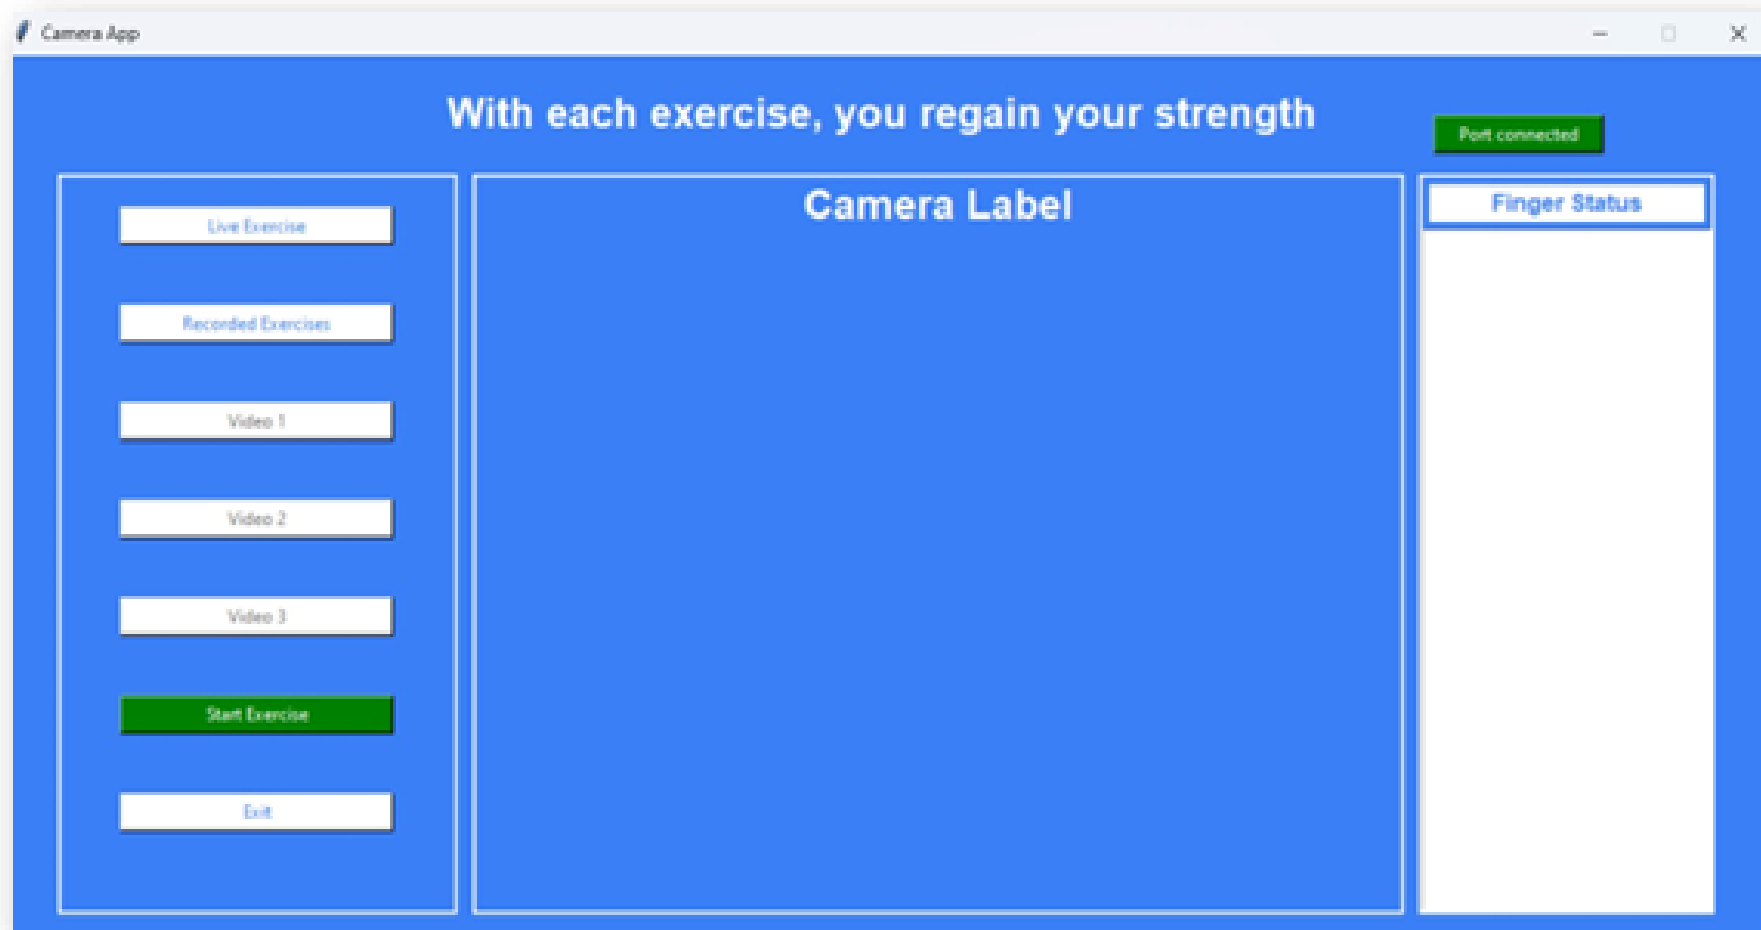 Camera App
With each exercise, you regain your strength
Port connected
Live Exercise
Recorded Exercises
Video 1
Video 2
Video 3
Start Exercise
Exit
Camera Label
Finger Status